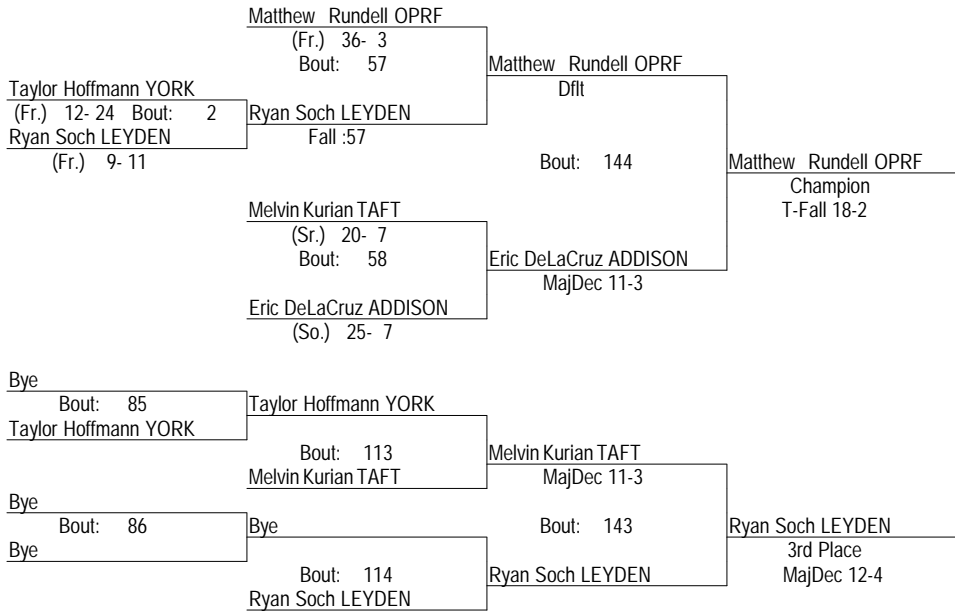 Matthew Rundell OPRF
(Fr.) 36- 3
Bout: 57
Matthew Rundell OPRF
Dflt
Taylor Hoffmann YORK
(Fr.) 12- 24 Bout: 2
Ryan Soch LEYDEN
Ryan Soch LEYDEN
Fall :57
(Fr.) 9- 11
Bout: 144
Matthew Rundell OPRF
Champion
T-Fall 18-2
Melvin Kurian TAFT
(Sr.) 20- 7
Bout: 58
Eric DeLaCruz ADDISON
MajDec 11-3
Eric DeLaCruz ADDISON
(So.) 25- 7
Bye
Bout: 85
Taylor Hoffmann YORK
Taylor Hoffmann YORK
Bout: 113
Melvin Kurian TAFT
Melvin Kurian TAFT
MajDec 11-3
Bye
Bout: 86
Bye
Bye
Bout: 143
Ryan Soch LEYDEN
3rd Place
MajDec 12-4
Bout: 114
Ryan Soch LEYDEN
Ryan Soch LEYDEN